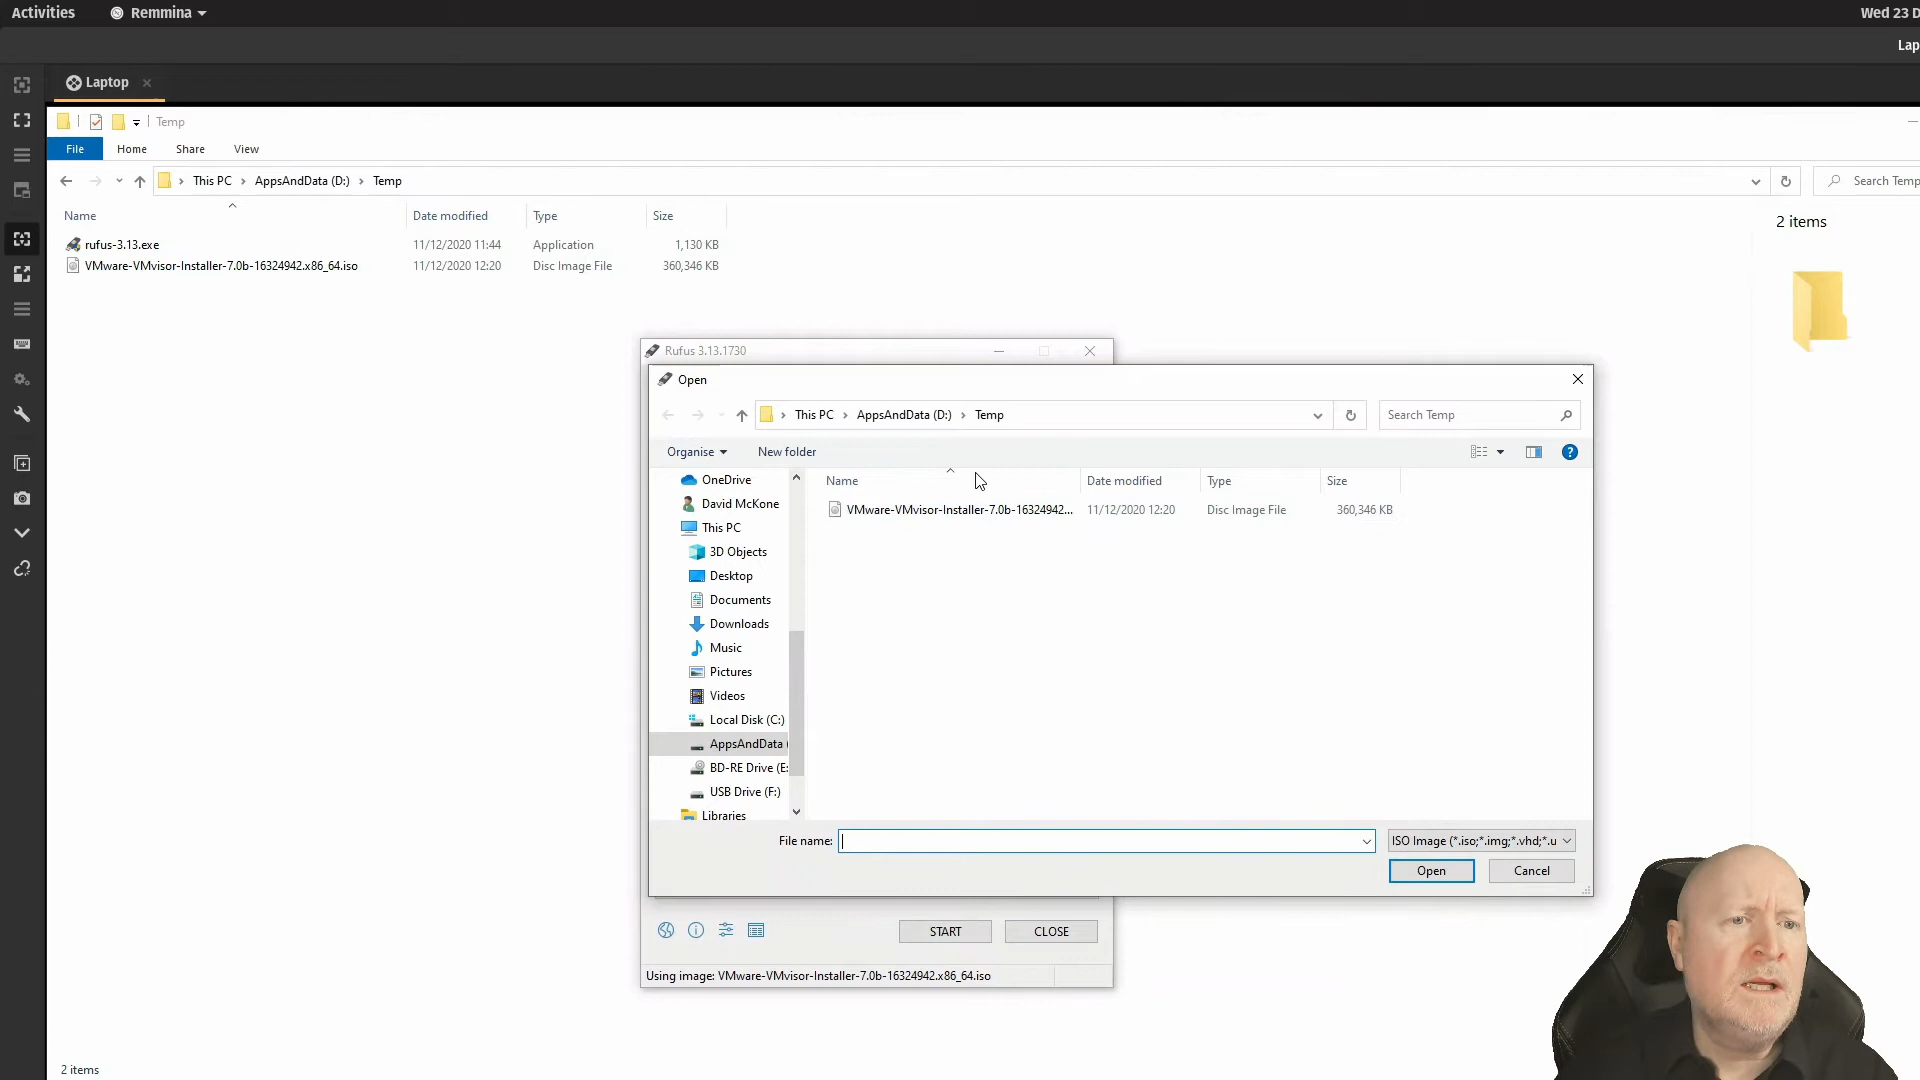 Activities Remmina Wed 23 D
Lap
Laptop
Temp
File Home Share View
This PC AppsAndData (D:) Temp Search Temp
Name Date modified Type Size
2 items
rufus-3.13.exe 11/12/2020 11:44 Application 1,130 KB
VMware-VMvisor-Installer-7.0b-16324942.x86_64.iso 11/12/2020 12:20 Disc Image File 360,346 KB
Rufus 3.13.1730
Open
This PC AppsAndData (D:) Temp Search Temp
Organise New folder
Name Date modified Type Size
VMware-VMvisor-Installer-7.0b-16324942... 11/12/2020 12:20 Disc Image File 360,346 KB
OneDrive
David McKone
This PC
3D Objects
Desktop
Documents
Downloads
Music
Pictures
Videos
Local Disk (C:)
AppsAndData (
BD-RE Drive (E:
USB Drive (F:)
Libraries
File name: ISO Image (*.iso;*.img;*.vhd;*.u
Open Cancel
START CLOSE
Using image: VMware-VMvisor-Installer-7.0b-16324942.x86_64.iso
2 items